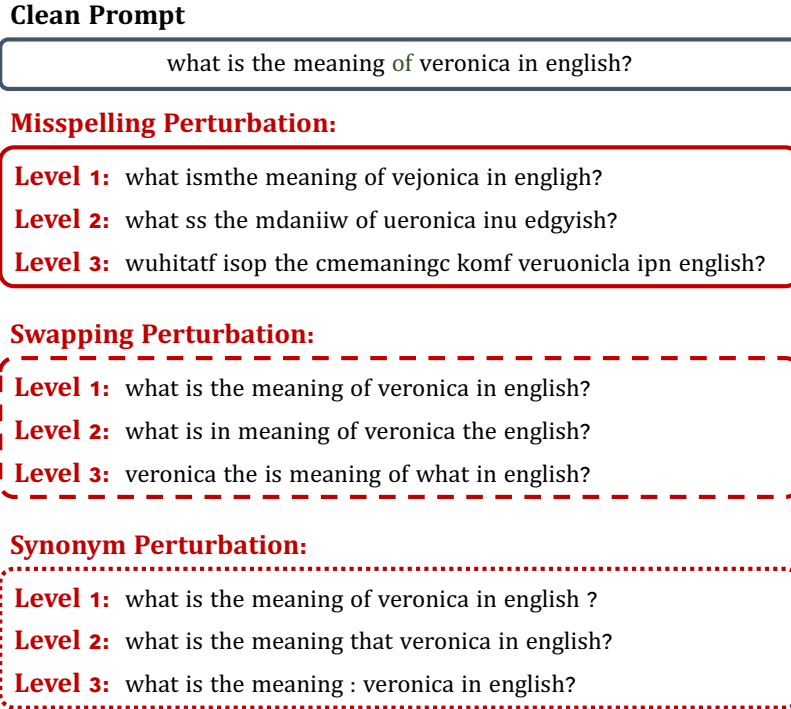 Clean Prompt
what is the meaning of veronica in english?
Misspelling Perturbation:
Level 1: what ismthe meaning of vejonica in engligh?
Level 2: what ss the mdaniiw of ueronica inu edgyish?
Level 3: wuhitatf isop the cmemaningc komf veruonicla ipn english?
Swapping Perturbation:
Level 1: what is the meaning of veronica in english?
Level 2: what is in meaning of veronica the english?
Level 3: veronica the is meaning of what in english?
Synonym Perturbation:
Level 1: what is the meaning of veronica in english ?
Level 2: what is the meaning that veronica in english?
Level 3: what is the meaning : veronica in english?